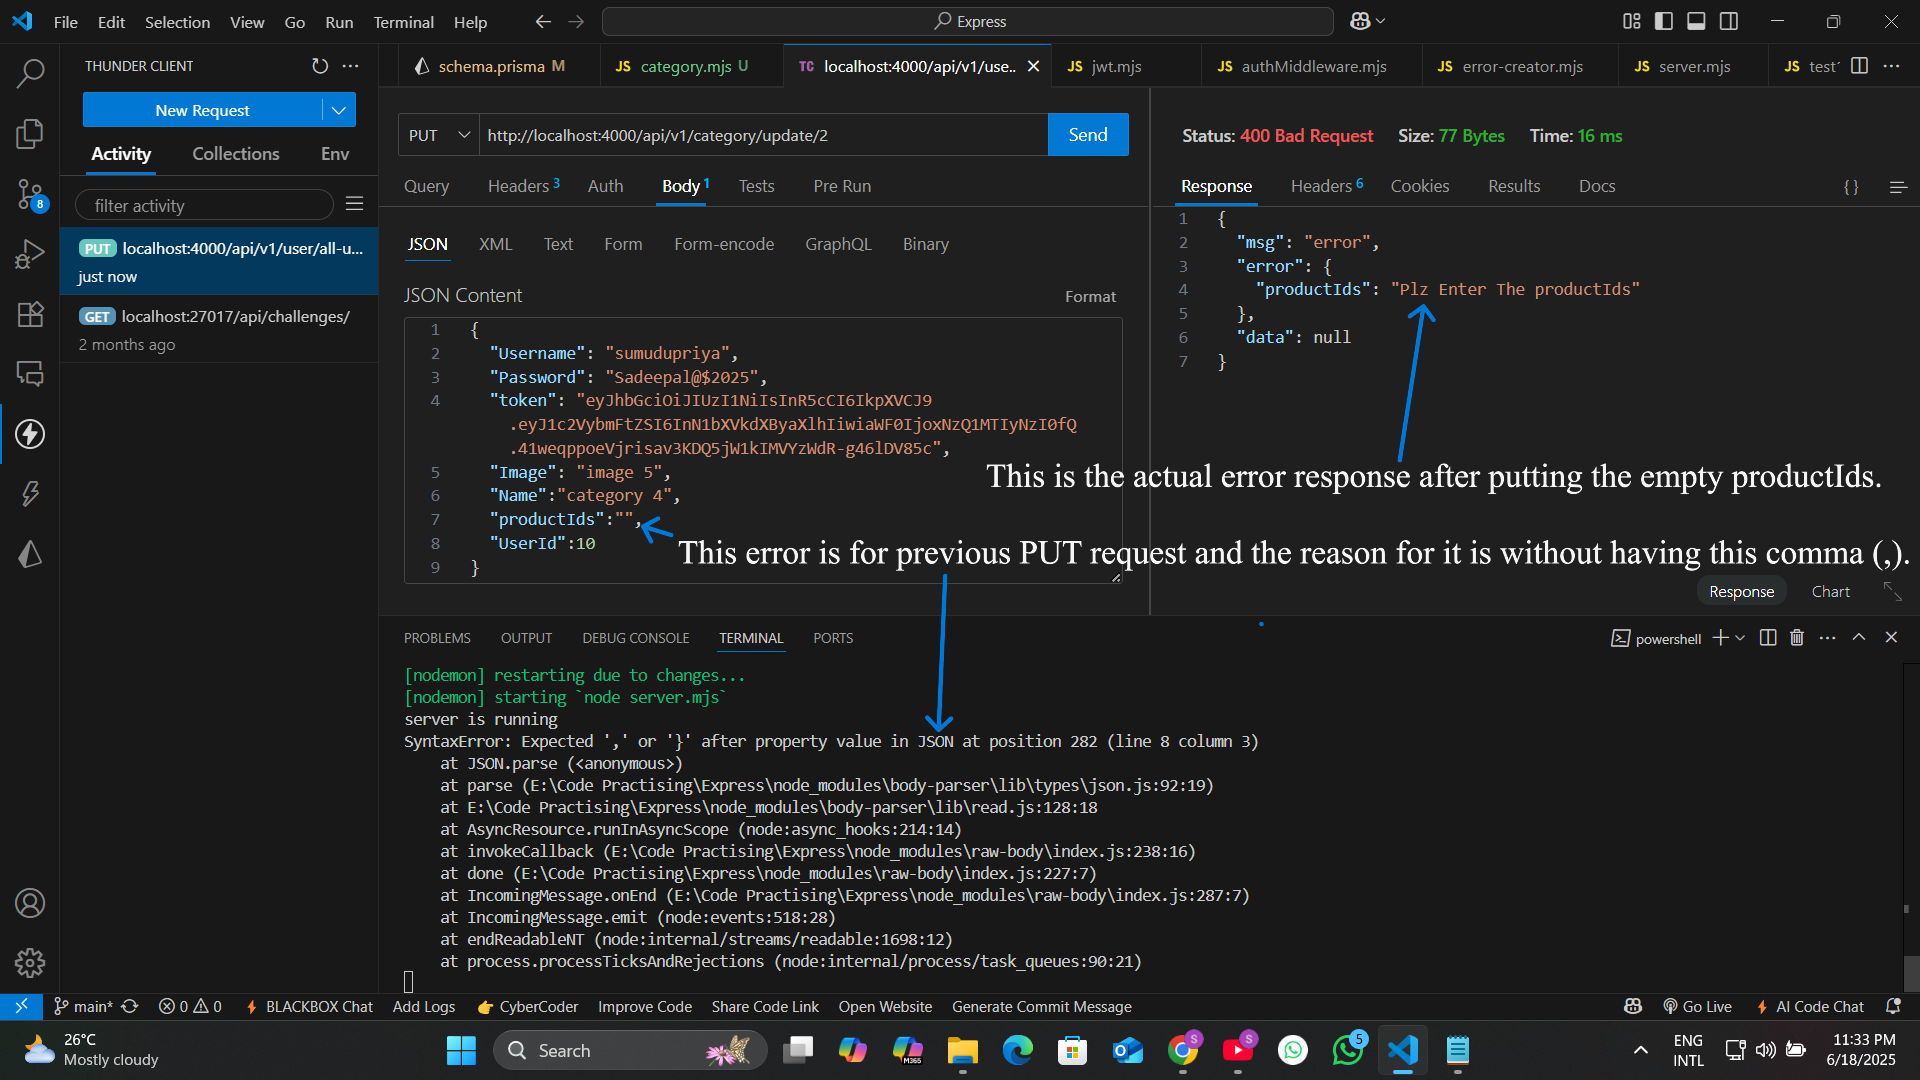 File Edit Selection View Go Run Terminal Help
Express
THUNDER CLIENT
schema.prisma M
JS category.mjs U
TC localhost:4000/api/v1/use..
JS jwt.mjs
JS authMiddleware.mjs
JS error-creator.mjs
JS server.mjs
JS test
New Request
Activity Collections Env
filter activity
PUT localhost:4000/api/v1/user/all-u...
just now
GET localhost:27017/api/challenges/
2 months ago
8
PUT http://localhost:4000/api/v1/category/update/2 Send
Query Headers 3 Auth Body 1 Tests Pre Run
JSON XML Text Form Form-encode GraphQL Binary
JSON Content Format
1 {
2 "Username": "sumudupriya",
3 "Password": "Sadeepal@$2025",
4 "token": "eyJhbGciOiJIUzI1NiIsInR5cCI6IkpXVCJ9
.eyJ1c2VybmFtZSI6InN1bXVkdXByaXlhIiwiaWF0IjoxNzQ1MTIyNzI0fQ
.41weqppoeVjrisav3KDQ5jW1kIMVYzWdR-g46lDV85c",
5 "Image": "image 5",
6 "Name":"category 4",
7 "productIds":"",
8 "UserId":10
9 }
Status: 400 Bad Request Size: 77 Bytes Time: 16 ms
Response Headers 6 Cookies Results Docs { }
1 {
2 "msg": "error",
3 "error": {
4 "productIds": "Plz Enter The productIds"
5 },
6 "data": null
7 }
This is the actual error response after putting the empty productIds.
This error is for previous PUT request and the reason for it is without having this comma (,).
Response Chart
PROBLEMS OUTPUT DEBUG CONSOLE TERMINAL PORTS
powershell
[nodemon] restarting due to changes...
[nodemon] starting `node server.mjs`
server is running
SyntaxError: Expected ',' or '}' after property value in JSON at position 282 (line 8 column 3)
at JSON.parse (<anonymous>)
at parse (E:\Code Practising\Express\node_modules\body-parser\lib\types\json.js:92:19)
at E:\Code Practising\Express\node_modules\body-parser\lib\read.js:128:18
at AsyncResource.runInAsyncScope (node:async_hooks:214:14)
at invokeCallback (E:\Code Practising\Express\node_modules\raw-body\index.js:238:16)
at done (E:\Code Practising\Express\node_modules\raw-body\index.js:227:7)
at IncomingMessage.onEnd (E:\Code Practising\Express\node_modules\raw-body\index.js:287:7)
at IncomingMessage.emit (node:events:518:28)
at endReadableNT (node:internal/streams/readable:1698:12)
at process.processTicksAndRejections (node:internal/process/task_queues:90:21)
main* 0 0 BLACKBOX Chat Add Logs CyberCoder Improve Code Share Code Link Open Website Generate Commit Message Go Live AI Code Chat
26°C
Mostly cloudy
Search
M365
S
S
5
ENG
INTL
11:33 PM
6/18/2025